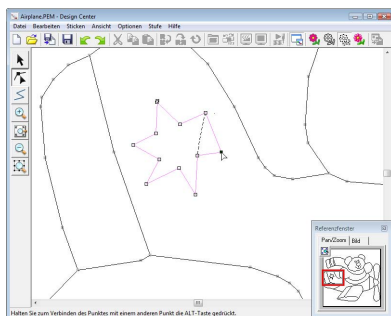 Airplane.PEM - Design Center
Datei Bearbeiten Sticken Ansicht Optionen Stufe Hilfe
Referenzfenster
Pan/Zoom Bild
Halten Sie zum Verbinden des Punktes mit einem anderen Punkt die ALT-Taste gedrückt.